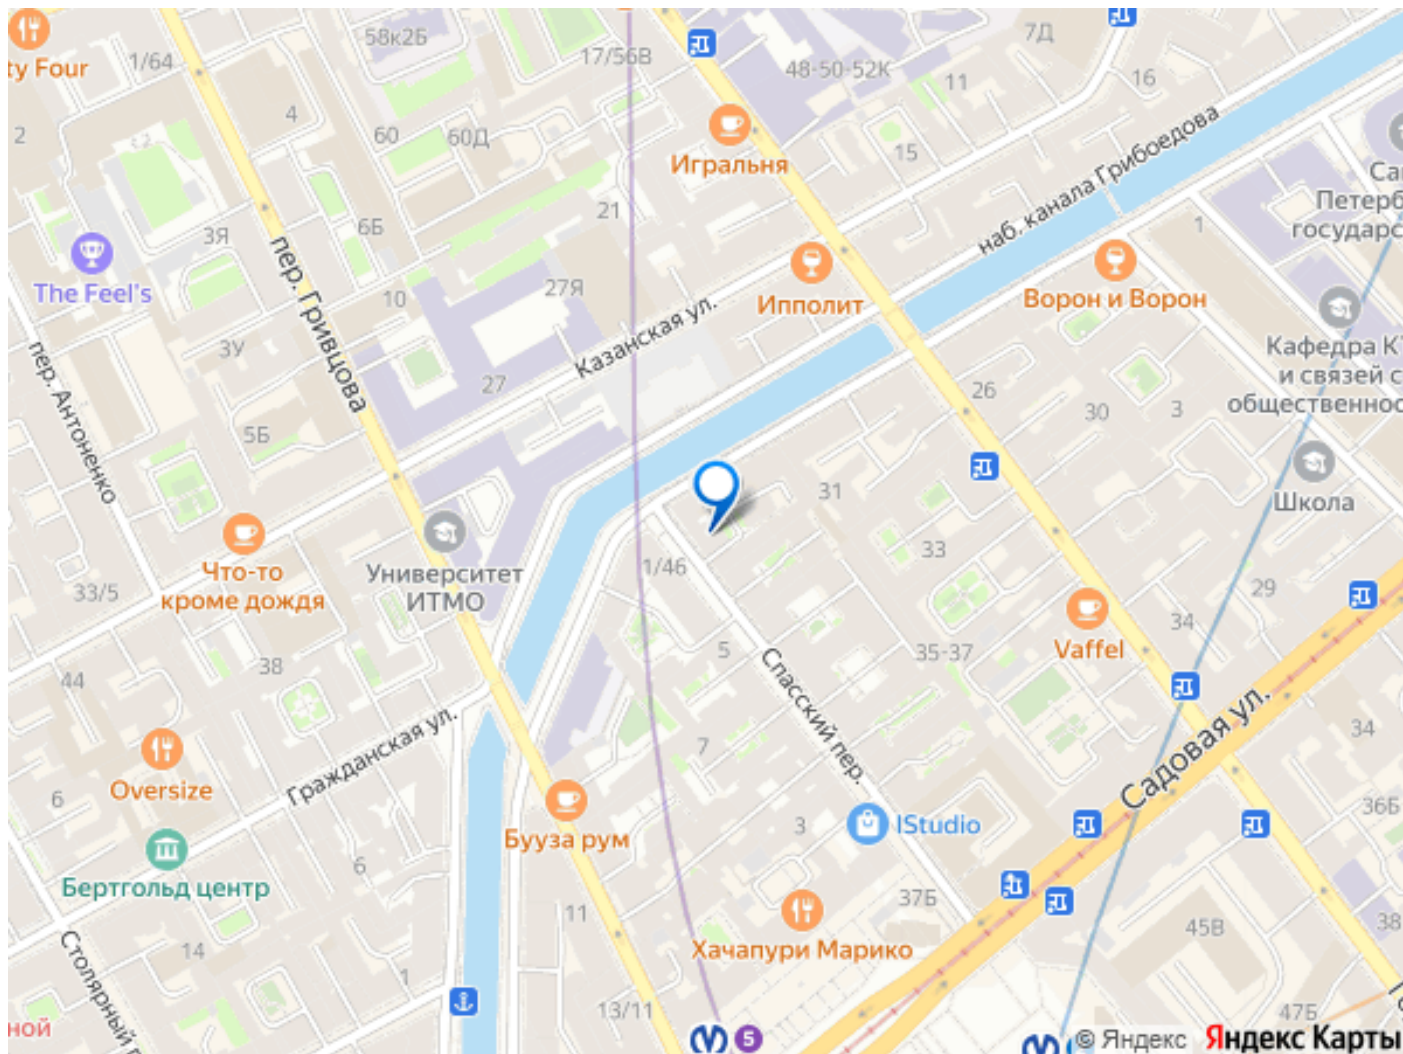 58к2Б
17/56В
7Д
ty Four
1/64
48-50-52К
11
16
4
2
60
60Д
Игральня
15
наб. канала Грибоедова
Са
Петерб
государс
21
1
3Я
6Б
пер. Гривцова
The Feel's
10
27Я
Ипполит
Ворон и Ворон
Казанская ул.
3У
пер. Антоненко
27
Кафедра К
и связей с
общественнос
26
30
3
5Б
31
Школа
33
1/46
Университет
ИТМО
Что-то
кроме дождя
33/5
29
34
Vaffel
5
35-37
38
44
Спасский пер.
Садовая ул.
Гражданская ул.
7
34
Oversize
6
36Б
3
IStudio
Бууза рум
6
Бертгольд центр
37Б
11
Хачапури Марико
45В
38
Столярный п
14
1
13/11
47Б
ной
5
© Яндекс
Яндекс Карты